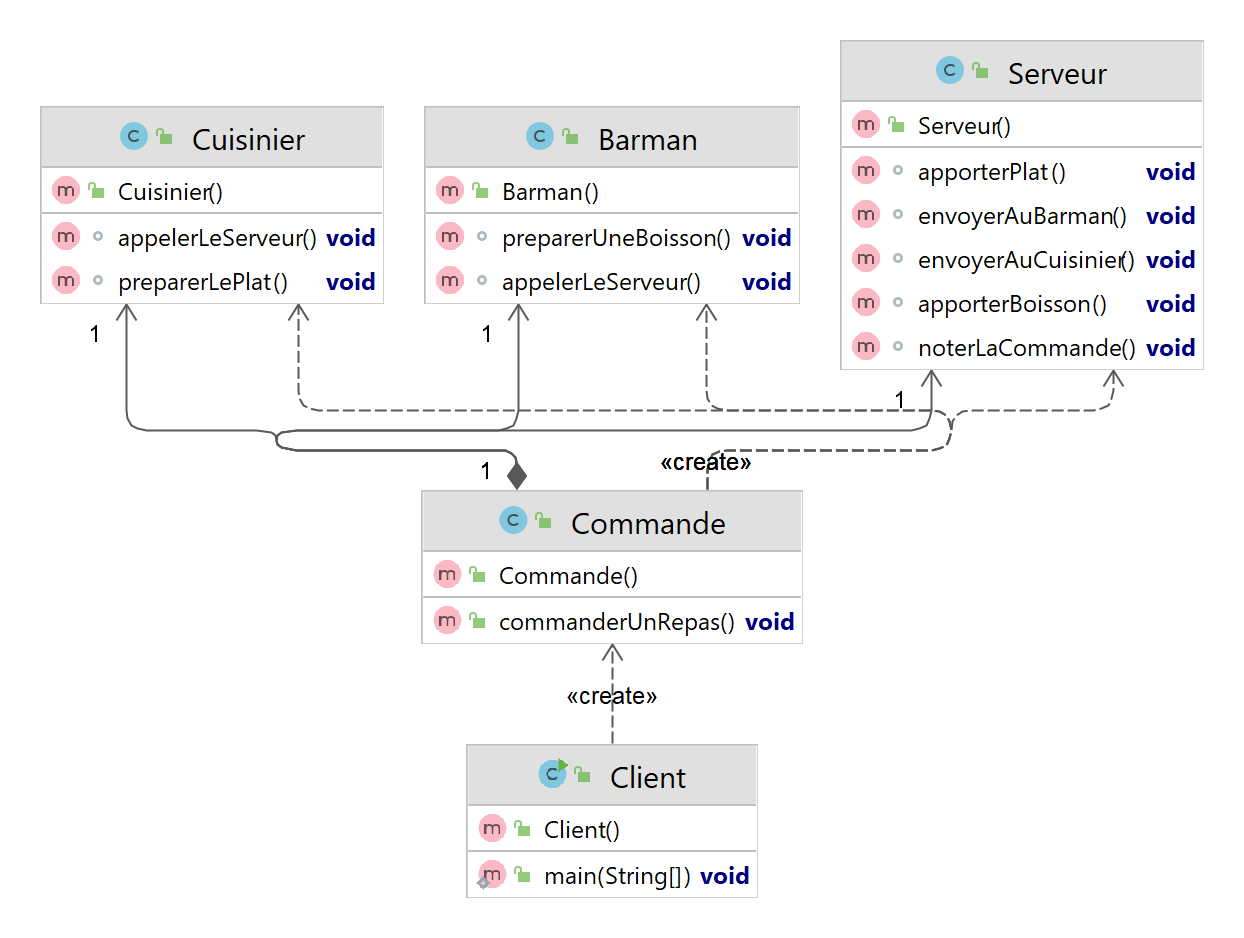 Cuisinier
Cuisinier()
appelerLeServeur() void
preparerLePlat() void
Barman
Barman()
preparerUneBoisson() void
appelerLeServeur() void
Serveur
Serveur()
apporterPlat() void
envoyerAuBarman() void
envoyerAuCuisinier() void
apporterBoisson() void
noterLaCommande() void
1
1
1
1
«create»
Commande
Commande()
commanderUnRepas() void
«create»
Client
Client()
main(String[]) void